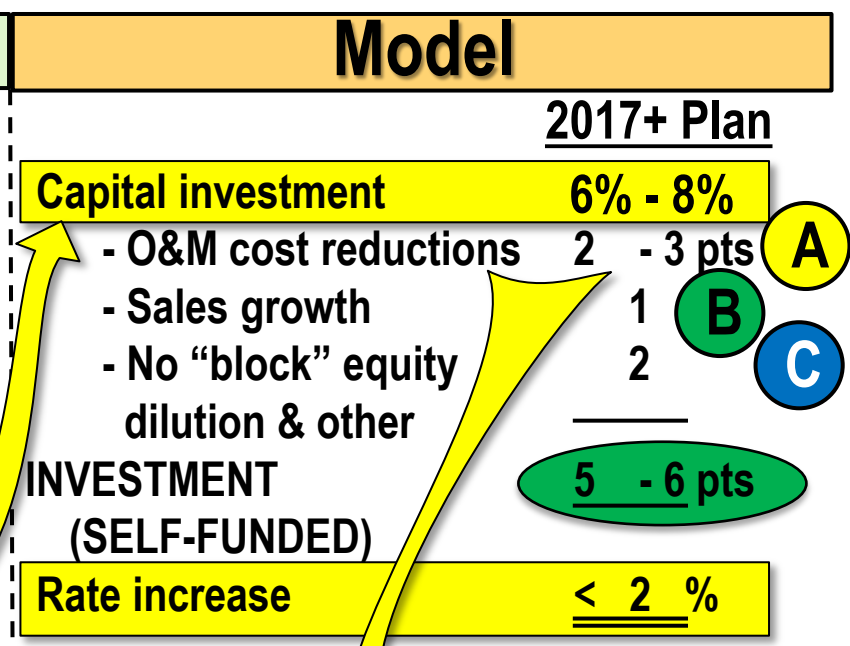 Model
2017+ Plan
Capital investment 6% - 8%
- O&M cost reductions 2 - 3 pts A
- Sales growth 1 B
- No “block” equity 2 C
dilution & other
INVESTMENT 5 - 6 pts
(SELF-FUNDED)
Rate increase < 2 %